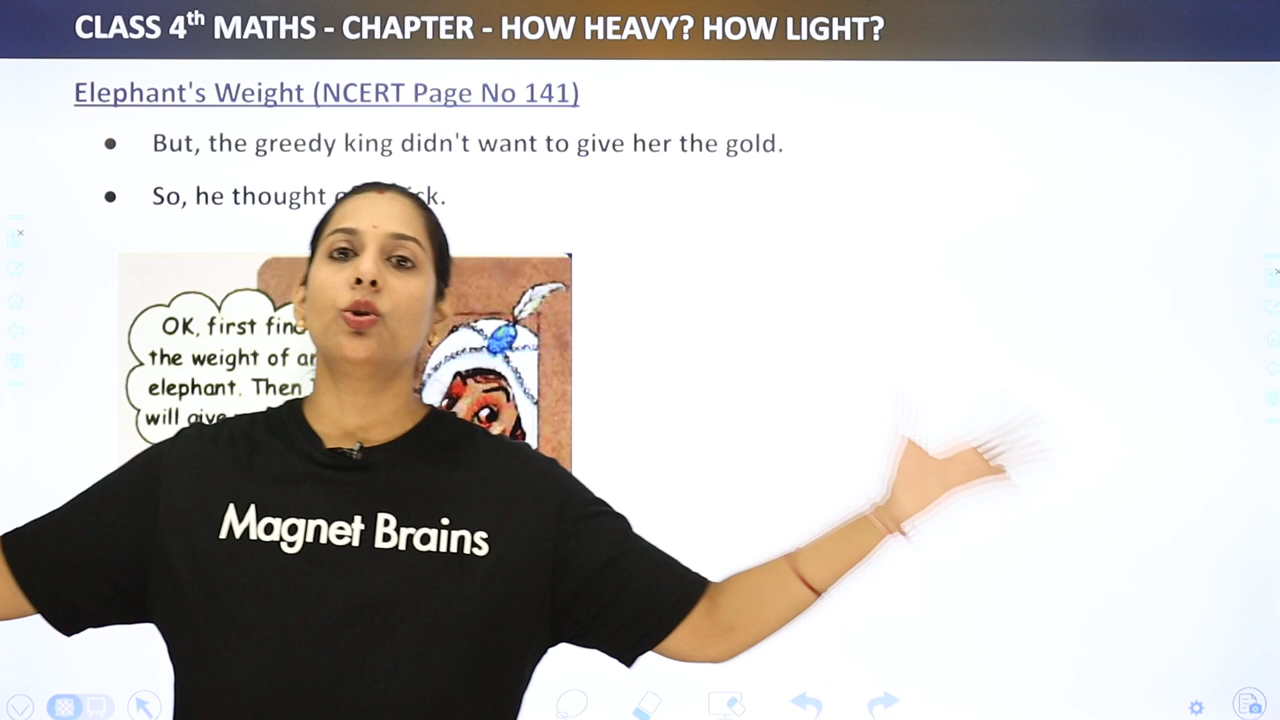 CLASS 4th MATHS - CHAPTER - HOW HEAVY? HOW LIGHT?
Elephant's Weight (NCERT Page No 141)
● But, the greedy king didn't want to give her the gold.
● So, he thought
OK, first find
the weight of an
elephant. Then
will give
Magnet Brains